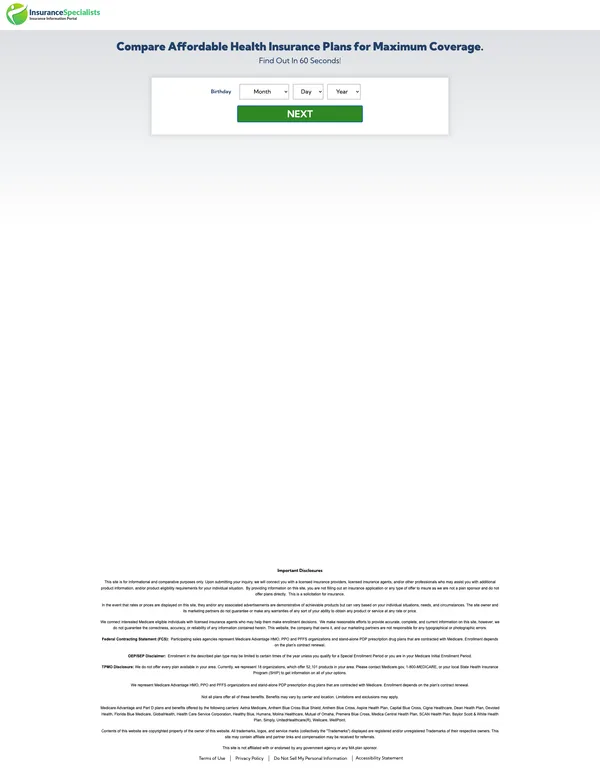 InsuranceSpecialists
Insurance Information Portal
Compare Affordable Health Insurance Plans for Maximum Coverage.
Find Out In 60 Seconds!
Birthday Month Day Year
NEXT
Important Disclosures
This site is for informational and comparative purposes only. Upon submitting your inquiry, we will connect you with a licensed insurance providers, licensed insurance agents, and/or other professionals who may assist you with additional
product information, and/or product eligibility requirements for your individual situation. By providing information on this site, you are not filling out an insurance application or any type of offer to insure as we are not a plan sponsor and do not
offer plans directly. This is a solicitation for insurance.
In the event that rates or prices are displayed on this site, they and/or any associated advertisements are demonstrative of achievable products but can vary based on your individual situations, needs, and circumstances. The site owner and
its marketing partners do not guarantee or make any warranties of any sort of your ability to obtain any product or service at any rate or price.
We connect interested Medicare eligible individuals with licensed insurance agents who may help them make enrollment decisions. We make reasonable efforts to provide accurate, complete, and current information on this site, however, we
do not guarantee the correctness, accuracy, or reliability of any information contained herein. This website, the company that owns it, and our marketing partners are not responsible for any typographical or photographic errors.
Federal Contracting Statement (FCS): Participating sales agencies represent Medicare Advantage HMO, PPO and PFFS organizations and stand-alone PDP prescription drug plans that are contracted with Medicare. Enrollment depends
on the plan's contract renewal.
OEP/SEP Disclaimer: Enrollment in the described plan type may be limited to certain times of the year unless you qualify for a Special Enrollment Period or you are in your Medicare Initial Enrollment Period.
TPMO Disclosure: We do not offer every plan available in your area. Currently, we represent 18 organizations, which offer 52,101 products in your area. Please contact Medicare.gov, 1-800-MEDICARE, or your local State Health Insurance
Program (SHIP) to get information on all of your options.
We represent Medicare Advantage HMO, PPO and PFFS organizations and stand-alone PDP prescription drug plans that are contracted with Medicare. Enrollment depends on the plan's contract renewal.
Not all plans offer all of these benefits. Benefits may vary by carrier and location. Limitations and exclusions may apply.
Medicare Advantage and Part D plans and benefits offered by the following carriers: Aetna Medicare, Anthem Blue Cross Blue Shield, Anthem Blue Cross, Aspire Health Plan, Capital Blue Cross, Cigna Healthcare, Dean Health Plan, Devoted
Health, Florida Blue Medicare, GlobalHealth, Health Care Service Corporation, Healthy Blue, Humana, Molina Healthcare, Mutual of Omaha, Premera Blue Cross, Medica Central Health Plan, SCAN Health Plan, Baylor Scott & White Health
Plan, Simply, UnitedHealthcare(R), Wellcare, WellPoint
Contents of this website are copyrighted property of the owner of this website. All trademarks, logos, and service marks (collectively the "Trademarks") displayed are registered and/or unregistered Trademarks of their respective owners. This
site may contain affiliate and partner links and compensation may be received for referrals.
This site is not affiliated with or endorsed by any government agency or any MA plan sponsor.
Terms of Use | Privacy Policy | Do Not Sell My Personal Information | Accessibility Statement